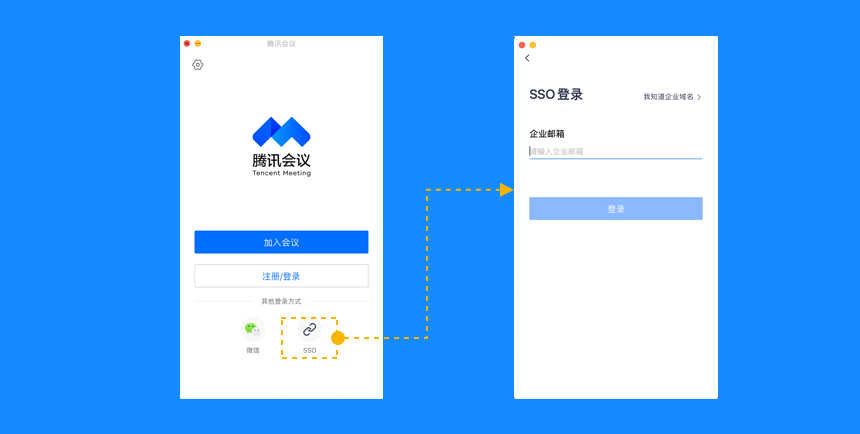 腾讯会议
腾讯会议
Tencent Meeting
加入会议
注册/登录
其他登录方式
微信
SSO
SSO 登录
我知道企业域名
企业邮箱
请输入企业邮箱
登录